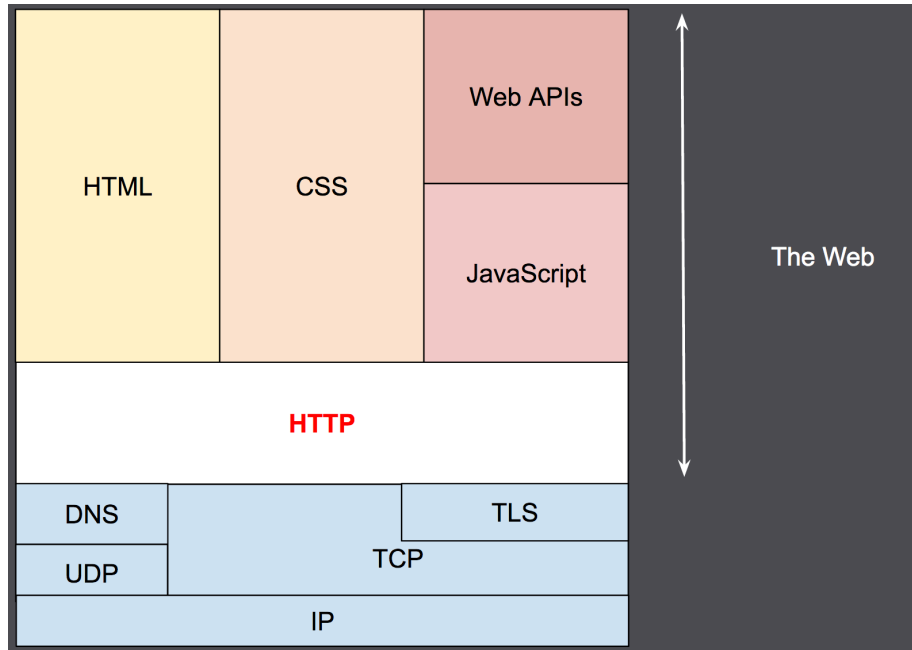 HTML
CSS
Web APIs
JavaScript
The Web
HTTP
DNS
TLS
TCP
UDP
IP